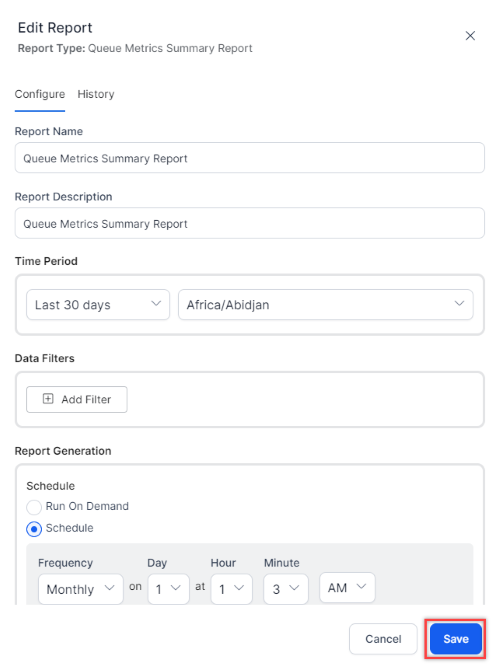 Edit Report
Report Type: Queue Metrics Summary Report
Configure History
Report Name
Queue Metrics Summary Report
Report Description
Queue Metrics Summary Report
Time Period
Last 30 days Africa/Abidjan
Data Filters
Add Filter
Report Generation
Schedule
Run On Demand
Schedule
Frequency Day Hour Minute
Monthly on 1 at 1 3 AM
Cancel Save